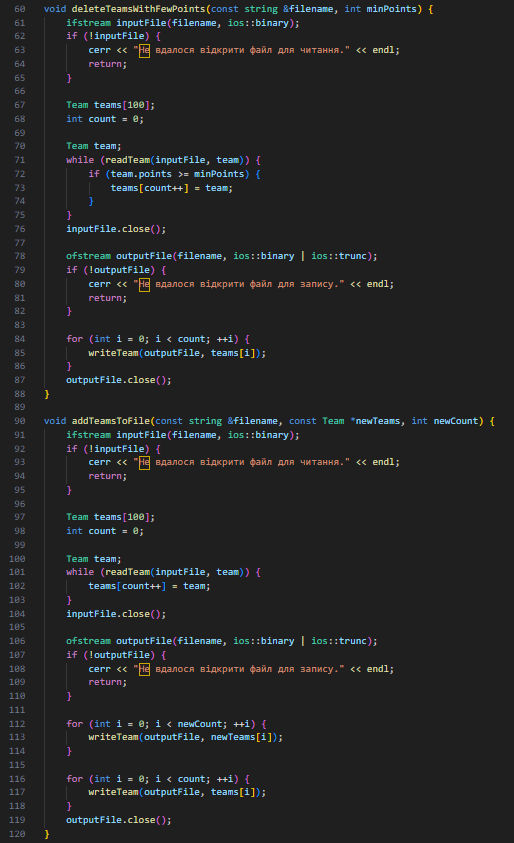 60 void deleteTeamsWithFewPoints(const string &filename, int minPoints) {
61     ifstream inputFile(filename, ios::binary);
62     if (!inputFile) {
63         cerr << "Не вдалося відкрити файл для читання." << endl;
64         return;
65     }
66
67     Team teams[100];
68     int count = 0;
69
70     Team team;
71     while (readTeam(inputFile, team)) {
72         if (team.points >= minPoints) {
73             teams[count++] = team;
74         }
75     }
76     inputFile.close();
77
78     ofstream outputFile(filename, ios::binary | ios::trunc);
79     if (!outputFile) {
80         cerr << "Не вдалося відкрити файл для запису." << endl;
81         return;
82     }
83
84     for (int i = 0; i < count; ++i) {
85         writeTeam(outputFile, teams[i]);
86     }
87     outputFile.close();
88 }
89
90 void addTeamsToFile(const string &filename, const Team *newTeams, int newCount) {
91     ifstream inputFile(filename, ios::binary);
92     if (!inputFile) {
93         cerr << "Не вдалося відкрити файл для читання." << endl;
94         return;
95     }
96
97     Team teams[100];
98     int count = 0;
99
100     Team team;
101     while (readTeam(inputFile, team)) {
102         teams[count++] = team;
103     }
104     inputFile.close();
105
106     ofstream outputFile(filename, ios::binary | ios::trunc);
107     if (!outputFile) {
108         cerr << "Не вдалося відкрити файл для запису." << endl;
109         return;
110     }
111
112     for (int i = 0; i < newCount; ++i) {
113         writeTeam(outputFile, newTeams[i]);
114     }
115
116     for (int i = 0; i < count; ++i) {
117         writeTeam(outputFile, teams[i]);
118     }
119     outputFile.close();
120 }